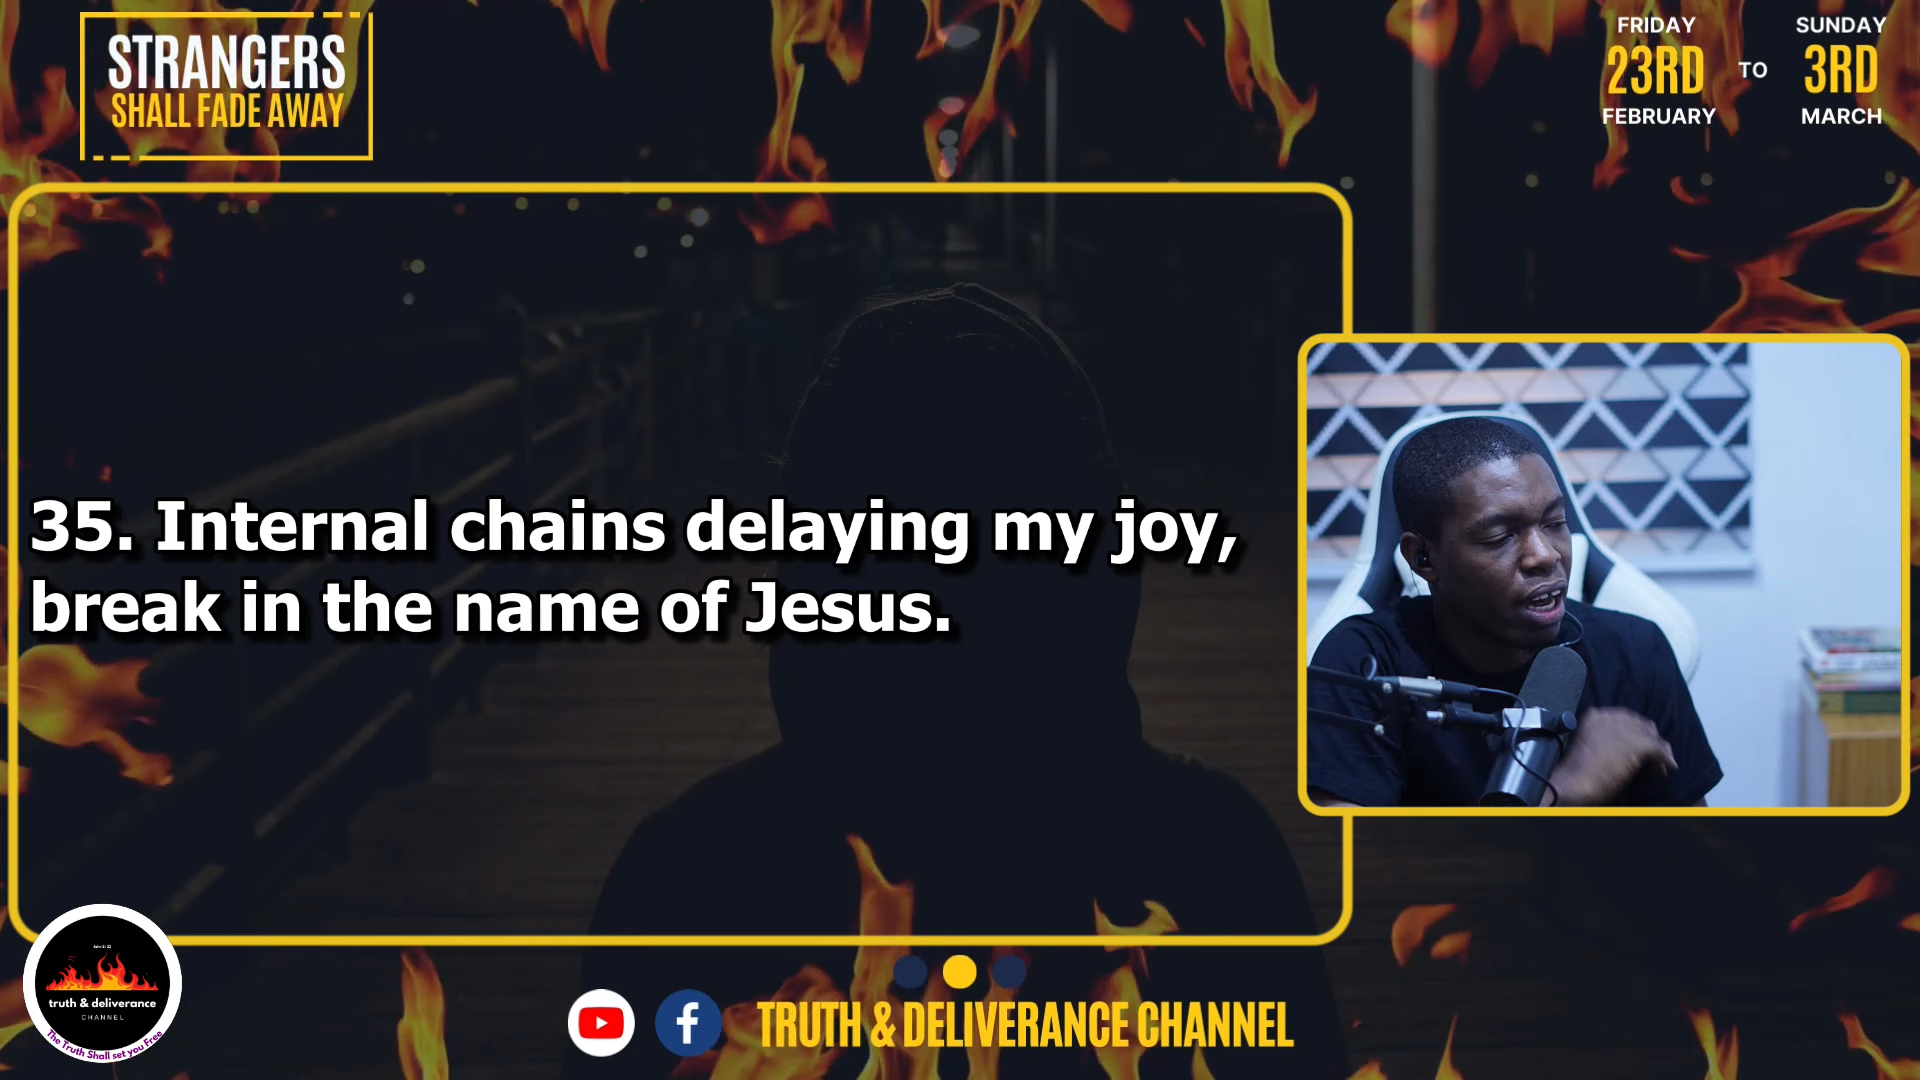 STRANGERS
SHALL FADE AWAY
FRIDAY
23RD
FEBRUARY
TO
SUNDAY
3RD
MARCH
35. Internal chains delaying my joy,
break in the name of Jesus.
truth & deliverance
CHANNEL
The Truth Shall set you Free
TRUTH & DELIVERANCE CHANNEL